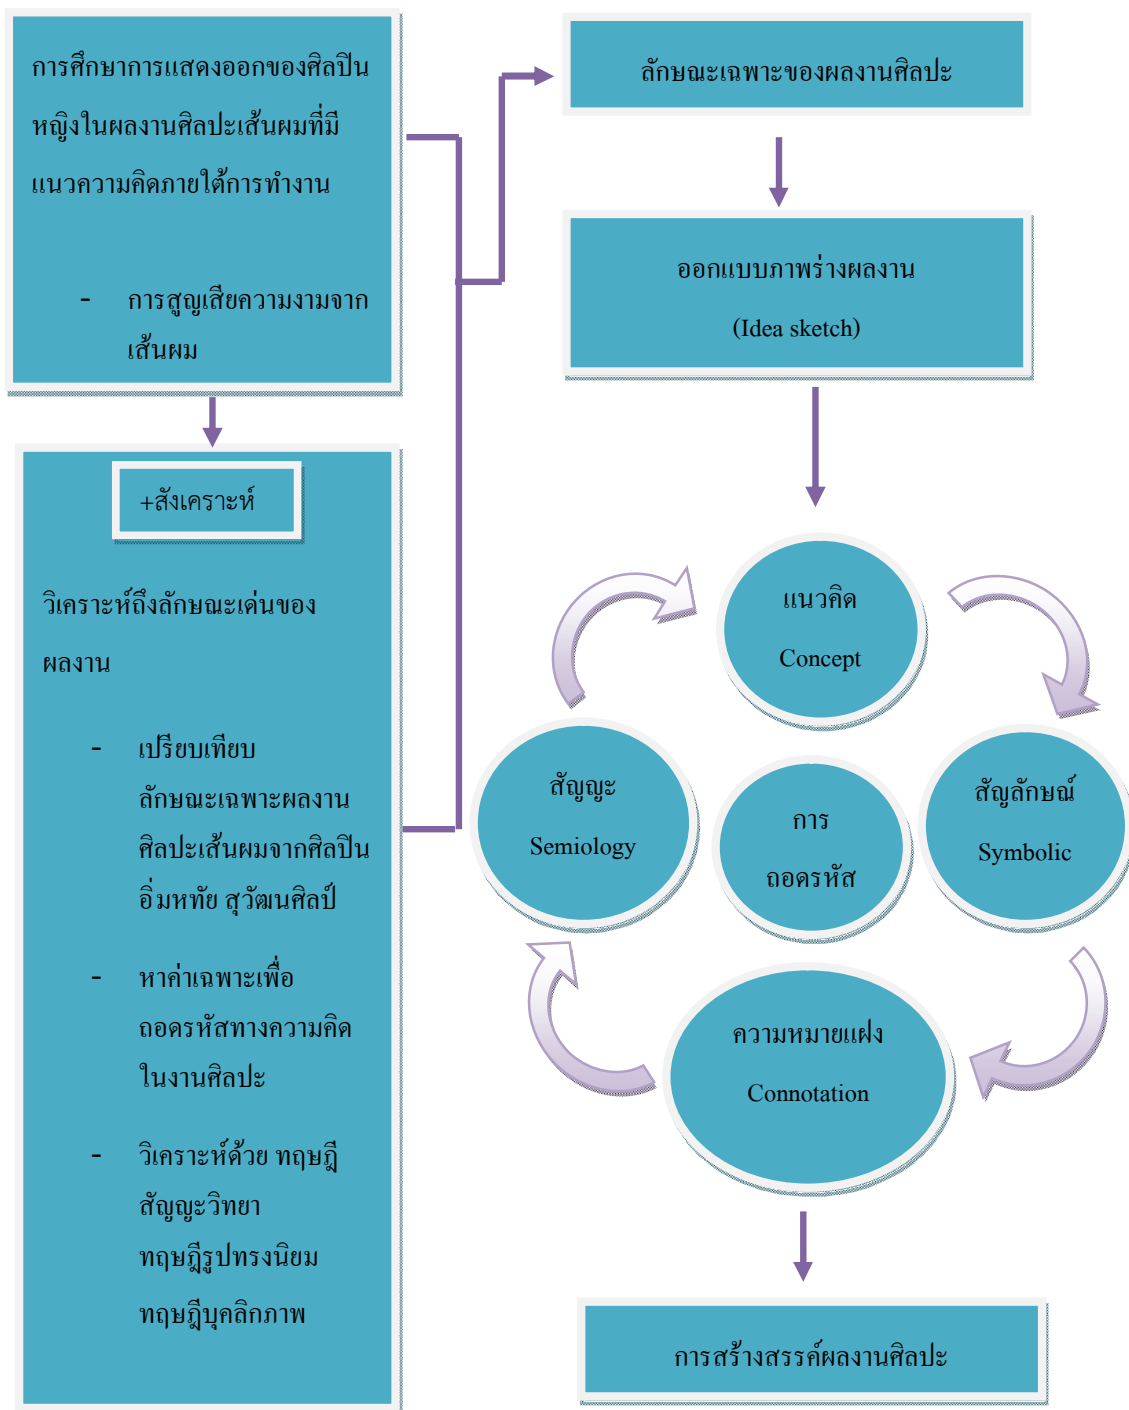 การศึกษาการแสดงออกของศิลปิน
หญิงในผลงานศิลปะเส้นผมที่มี
แนวความคิดภายใต้การทำงาน
- การสูญเสียความงามจาก
เส้นผม
+สังเคราะห์
วิเคราะห์ถึงลักษณะเด่นของ
ผลงาน
- เปรียบเทียบ
ลักษณะเฉพาะผลงาน
ศิลปะเส้นผมจากศิลปิน
อิ่มหทัย สุวัฒนศิลป์
- หาค่าเฉพาะเพื่อ
ถอดรหัสทางความคิด
ในงานศิลปะ
- วิเคราะห์ด้วย ทฤษฎี
สัญญะวิทยา
ทฤษฎีรูปทรงนิยม
ทฤษฎีบุคลิกภาพ
ลักษณะเฉพาะของผลงานศิลปะ
ออกแบบภาพร่างผลงาน
(Idea sketch)
แนวคิด
Concept
สัญลักษณ์
Symbolic
ความหมายแฝง
Connotation
สัญญะ
Semiology
การ
ถอดรหัส
การสร้างสรรค์ผลงานศิลปะ